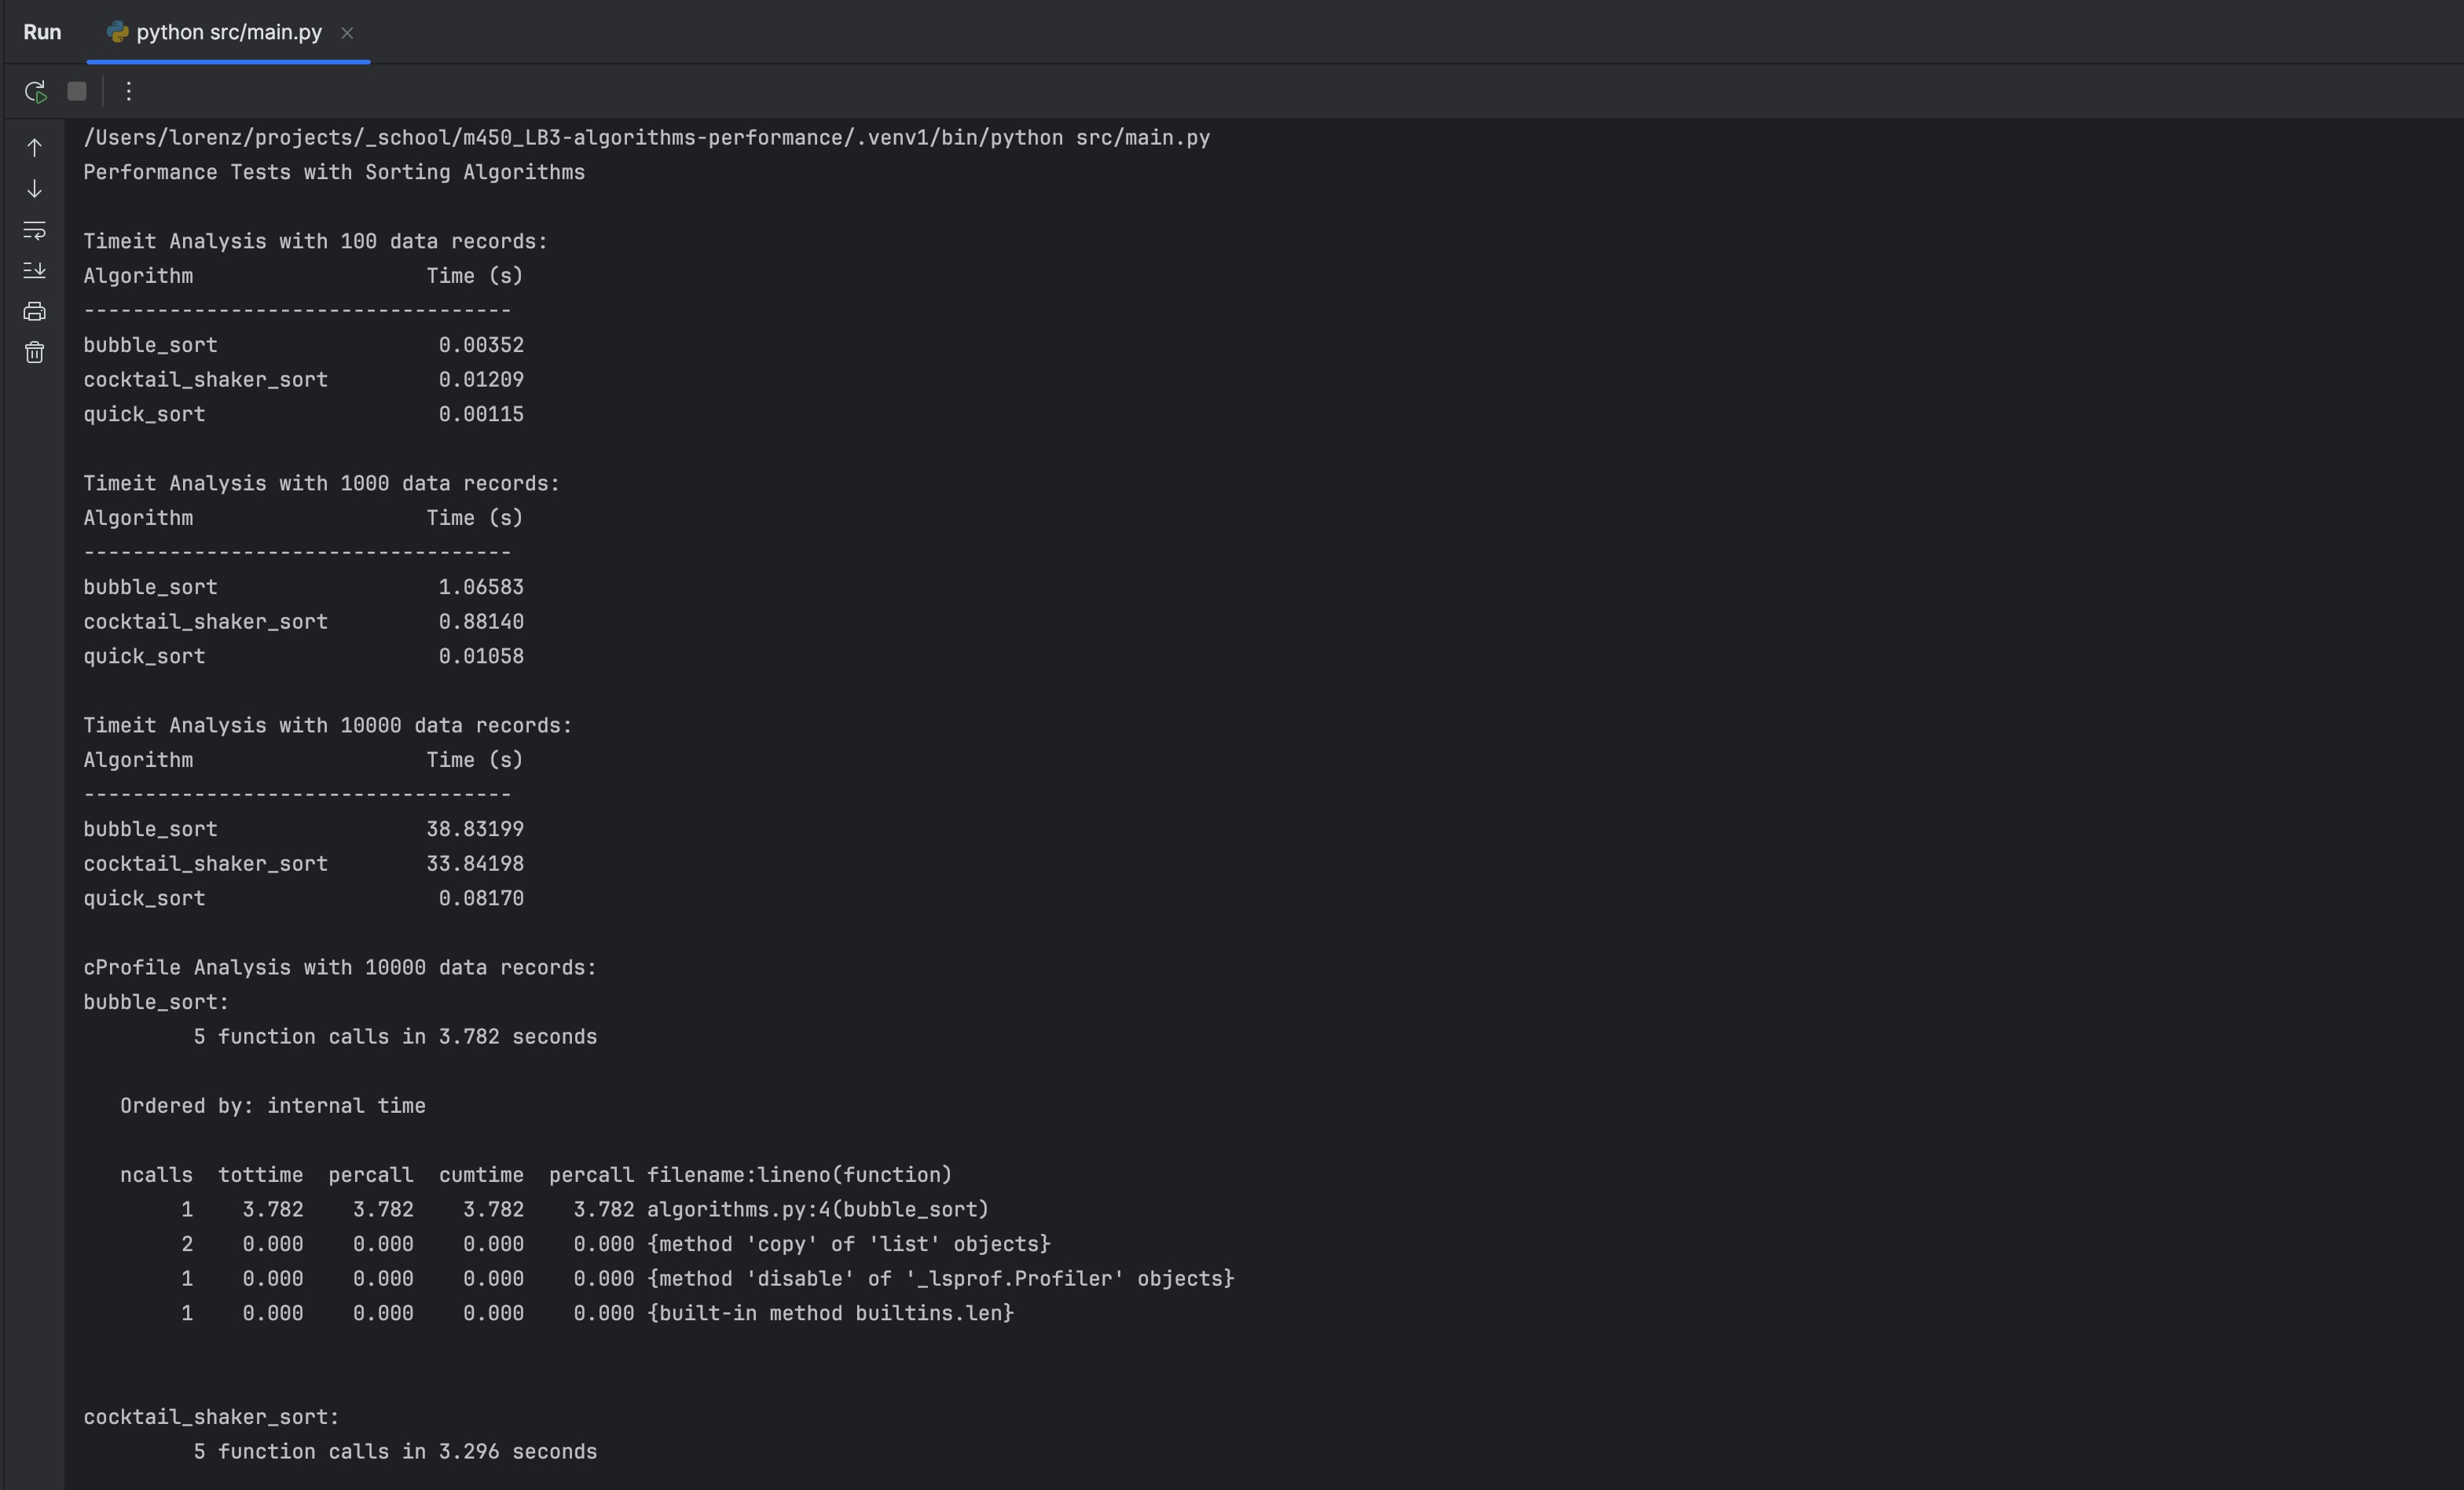 Run python src/main.py
/Users/lorenz/projects/_school/m450_LB3-algorithms-performance/.venv1/bin/python src/main.py
Performance Tests with Sorting Algorithms
Timeit Analysis with 100 data records:
Algorithm                   Time (s)
-----------------------------------
bubble_sort                  0.00352
cocktail_shaker_sort         0.01209
quick_sort                   0.00115
Timeit Analysis with 1000 data records:
Algorithm                   Time (s)
-----------------------------------
bubble_sort                  1.06583
cocktail_shaker_sort         0.88140
quick_sort                   0.01058
Timeit Analysis with 10000 data records:
Algorithm                   Time (s)
-----------------------------------
bubble_sort                 38.83199
cocktail_shaker_sort        33.84198
quick_sort                   0.08170
cProfile Analysis with 10000 data records:
bubble_sort:
         5 function calls in 3.782 seconds
   Ordered by: internal time
   ncalls  tottime  percall  cumtime  percall filename:lineno(function)
        1    3.782    3.782    3.782    3.782 algorithms.py:4(bubble_sort)
        2    0.000    0.000    0.000    0.000 {method 'copy' of 'list' objects}
        1    0.000    0.000    0.000    0.000 {method 'disable' of '_lsprof.Profiler' objects}
        1    0.000    0.000    0.000    0.000 {built-in method builtins.len}
cocktail_shaker_sort:
         5 function calls in 3.296 seconds